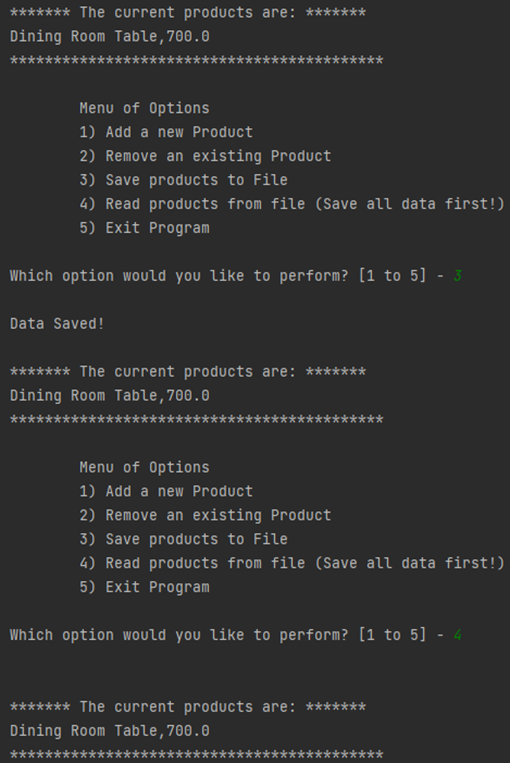 ******* The current products are: *******
Dining Room Table,700.0
*******************************************
Menu of Options
1) Add a new Product
2) Remove an existing Product
3) Save products to File
4) Read products from file (Save all data first!)
5) Exit Program
Which option would you like to perform? [1 to 5] - 3
Data Saved!
******* The current products are: *******
Dining Room Table,700.0
*******************************************
Menu of Options
1) Add a new Product
2) Remove an existing Product
3) Save products to File
4) Read products from file (Save all data first!)
5) Exit Program
Which option would you like to perform? [1 to 5] - 4
******* The current products are: *******
Dining Room Table,700.0
*******************************************